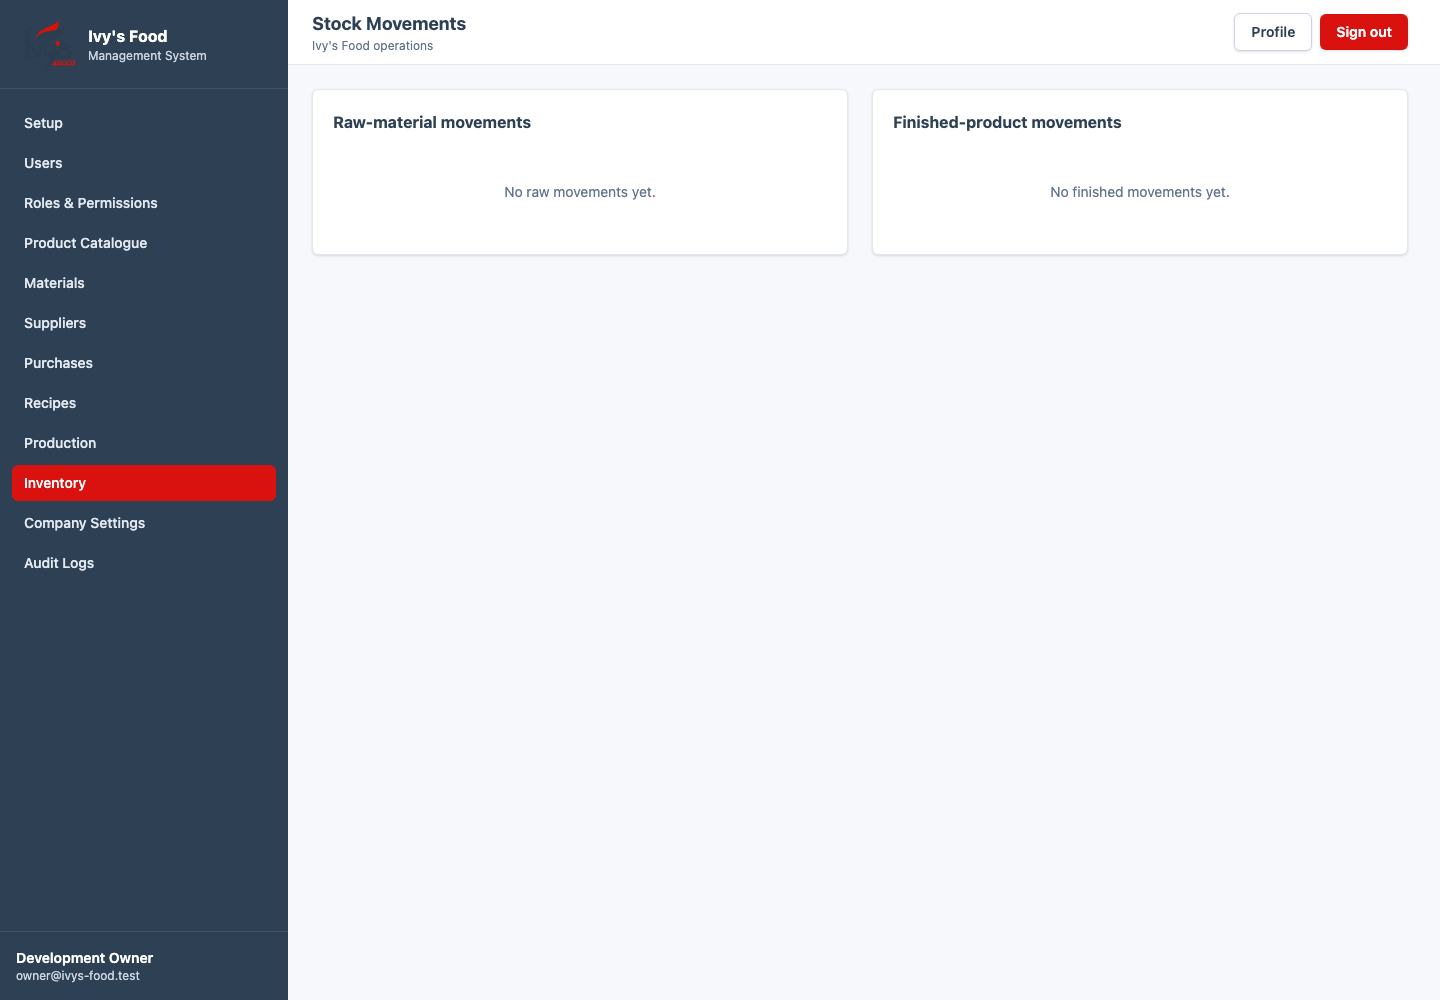 Ivy's Food
Management System
Setup
Users
Roles & Permissions
Product Catalogue
Materials
Suppliers
Purchases
Recipes
Production
Inventory
Company Settings
Audit Logs
Development Owner
owner@ivys-food.test
Stock Movements
Ivy's Food operations
Profile
Sign out
Raw-material movements
No raw movements yet.
Finished-product movements
No finished movements yet.